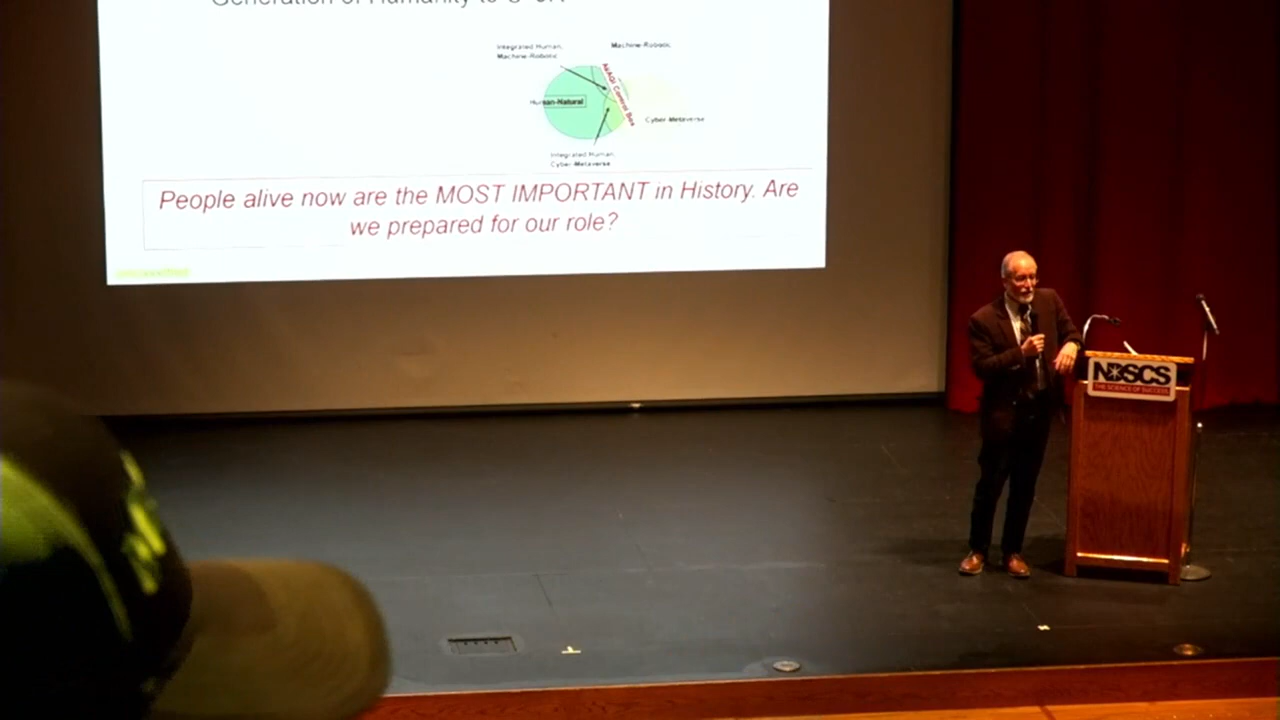 Generation of Humanity to
Integrated Human,
Machine-Robotic
Machine-Robotic
Human-Natural
Control
Cyber-Metaverse
Integrated Human,
Cyber-Metaverse
People alive now are the MOST IMPORTANT in History. Are
we prepared for our role?
NDSCS
THE SCIENCE OF SUCCESS